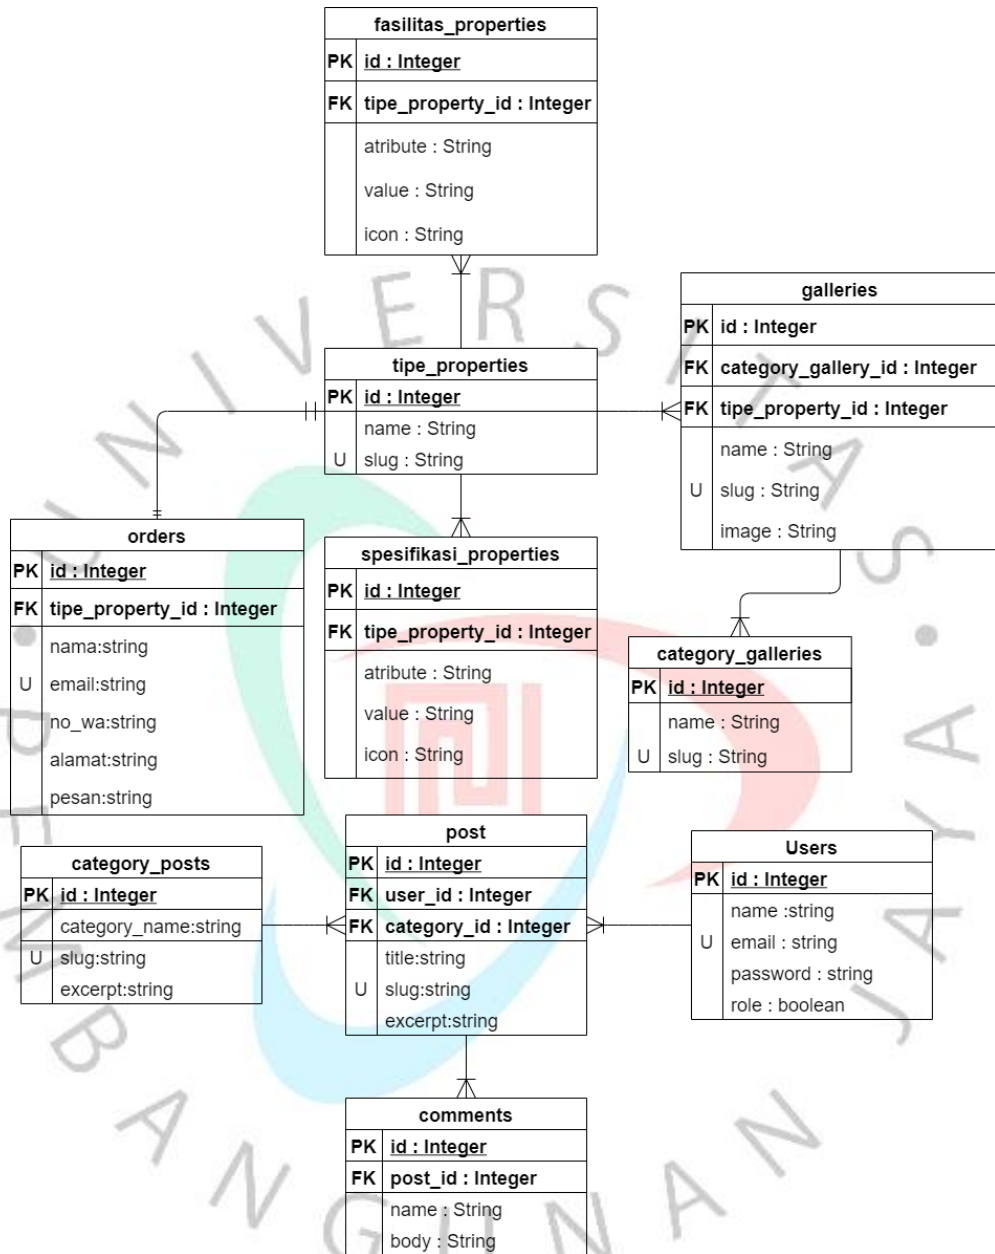 fasilitas_properties
PK id : Integer
FK tipe_property_id : Integer
atribute : String
value : String
icon : String
galleries
PK id : Integer
FK category_gallery_id : Integer
FK tipe_property_id : Integer
name : String
U slug : String
image : String
tipe_properties
PK id : Integer
name : String
U slug : String
orders
PK id : Integer
FK tipe_property_id : Integer
nama:string
U email:string
no_wa:string
alamat:string
pesan:string
spesifikasi_properties
PK id : Integer
FK tipe_property_id : Integer
atribute : String
value : String
icon : String
category_galleries
PK id : Integer
name : String
U slug : String
category_posts
PK id : Integer
category_name:string
U slug:string
excerpt:string
post
PK id : Integer
FK user_id : Integer
FK category_id : Integer
title:string
U slug:string
excerpt:string
Users
PK id : Integer
name :string
U email : string
password : string
role : boolean
comments
PK id : Integer
FK post_id : Integer
name : String
body : String
UNIVERSITAS • PEMBANGUNAN JAYA •